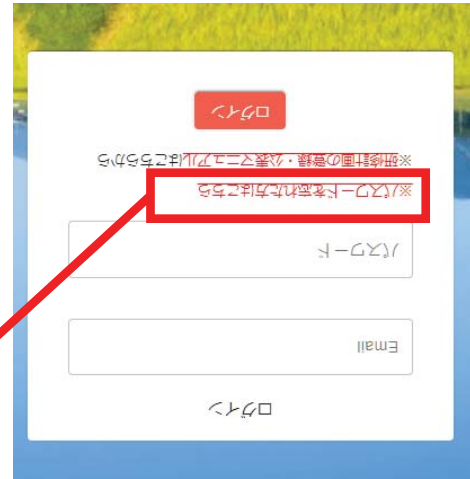 ログイン
Email
パスワード
※パスワードを忘れた方はこちら
※研修計画の登録・公表マニュアルはこちらから
ログイン